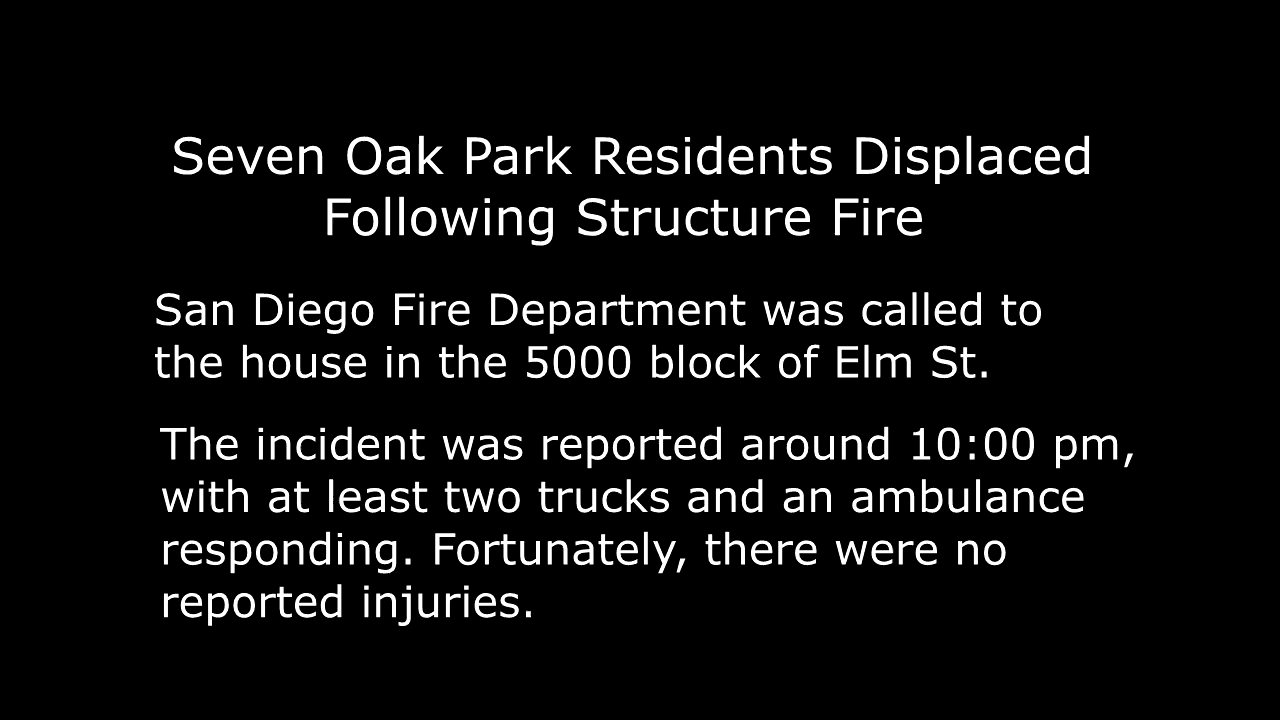 Seven Oak Park Residents Displaced
Following Structure Fire
San Diego Fire Department was called to
the house in the 5000 block of Elm St.
The incident was reported around 10:00 pm,
with at least two trucks and an ambulance
responding. Fortunately, there were no
reported injuries.